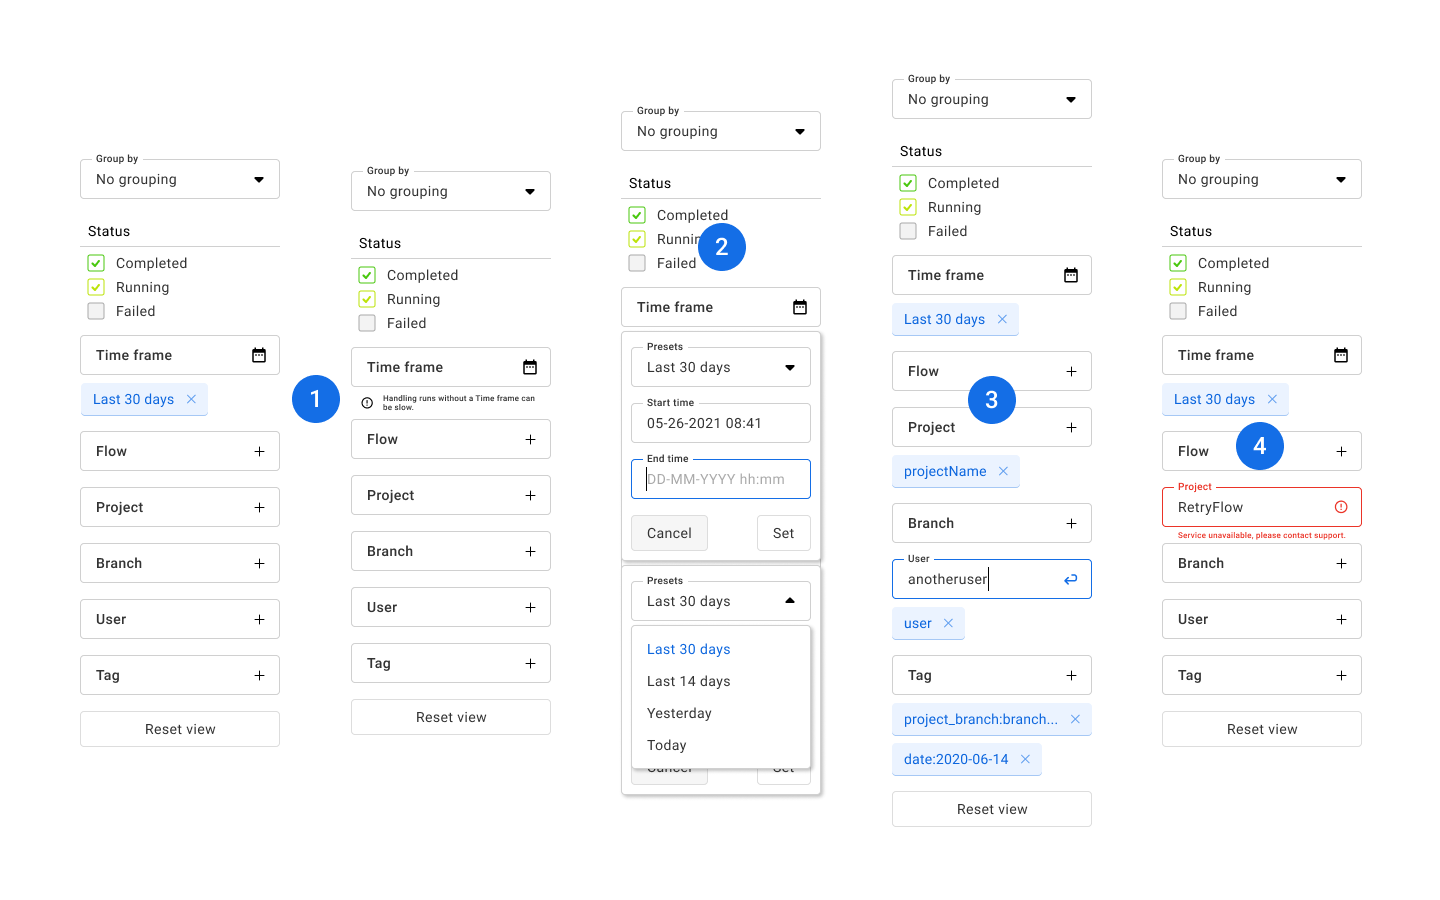 Group by
No grouping
Status
Completed
Running
Failed
Time frame
Last 30 days
Flow
Project
Branch
User
Tag
Reset view
1
Group by
No grouping
Status
Completed
Running
Failed
Time frame
Handling runs without a Time frame can
be slow.
Flow
Project
Branch
User
Tag
Reset view
2
Group by
No grouping
Status
Completed
Runnin
Failed
Time frame
Presets
Last 30 days
Start time
05-26-2021 08:41
End time
DD-MM-YYYY hh:mm
Cancel
Set
Presets
Last 30 days
Last 30 days
Last 14 days
Yesterday
Today
Cancel
Set
3
Group by
No grouping
Status
Completed
Running
Failed
Time frame
Last 30 days
Flow
Project
projectName
Branch
User
anotheruser
user
Tag
project_branch:branch...
date:2020-06-14
Reset view
4
Group by
No grouping
Status
Completed
Running
Failed
Time frame
Last 30 days
Flow
Project
RetryFlow
Service unavailable, please contact support.
Branch
User
Tag
Reset view